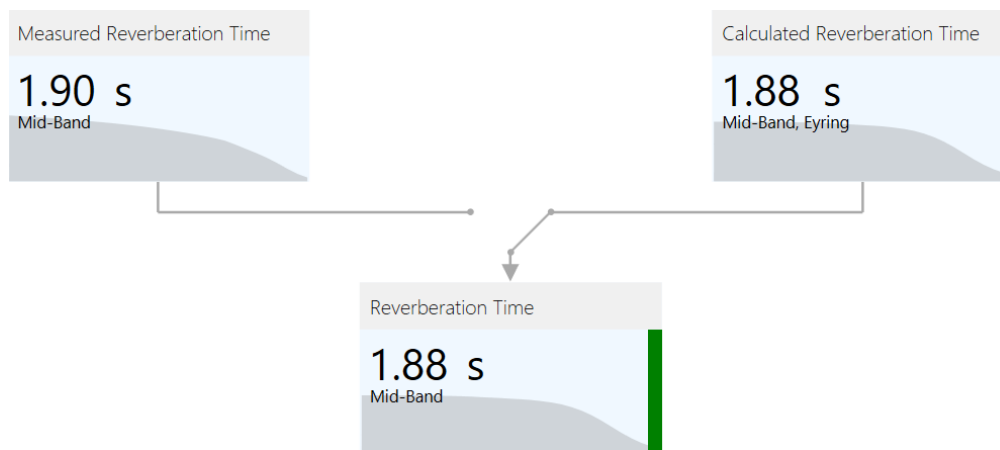 Measured Reverberation Time
1.90 s
Mid-Band
Calculated Reverberation Time
1.88 s
Mid-Band, Eyring
Reverberation Time
1.88 s
Mid-Band